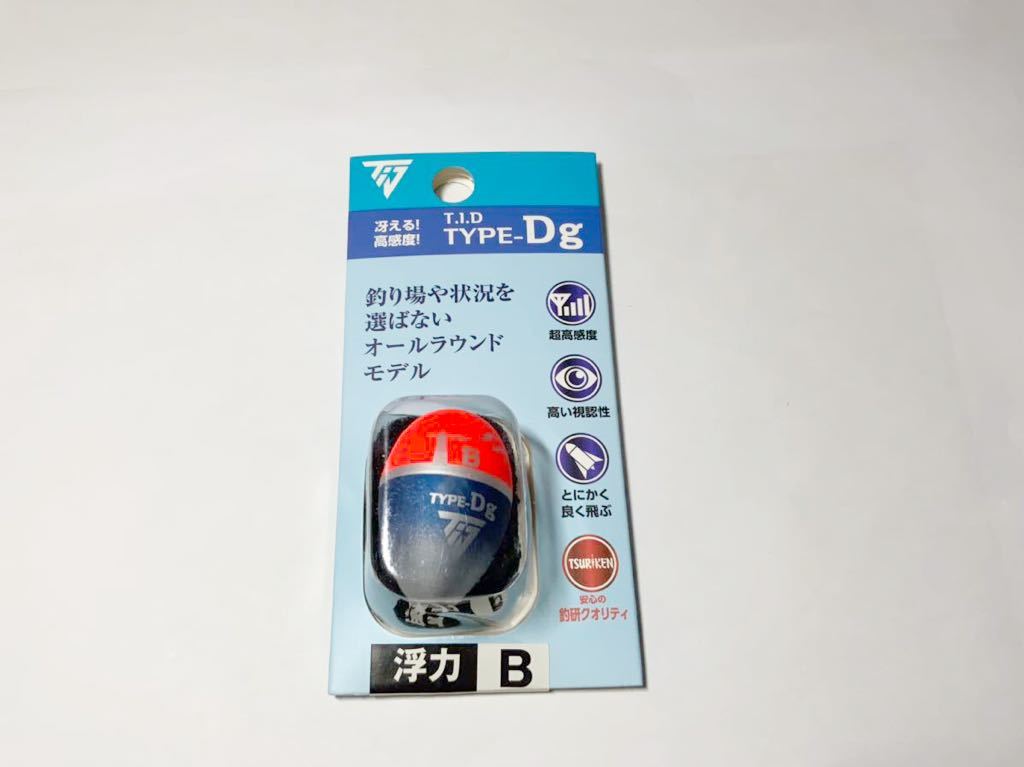 冴える!
高感度!
T.I.D
TYPE-Dg
釣り場や状況を
選ばない
オールラウンド
モデル
超高感度
高い視認性
とにかく
良く飛ぶ
TSURIKEN
安心の
釣研クオリティ
B
TYPE-Dg
浮力 B